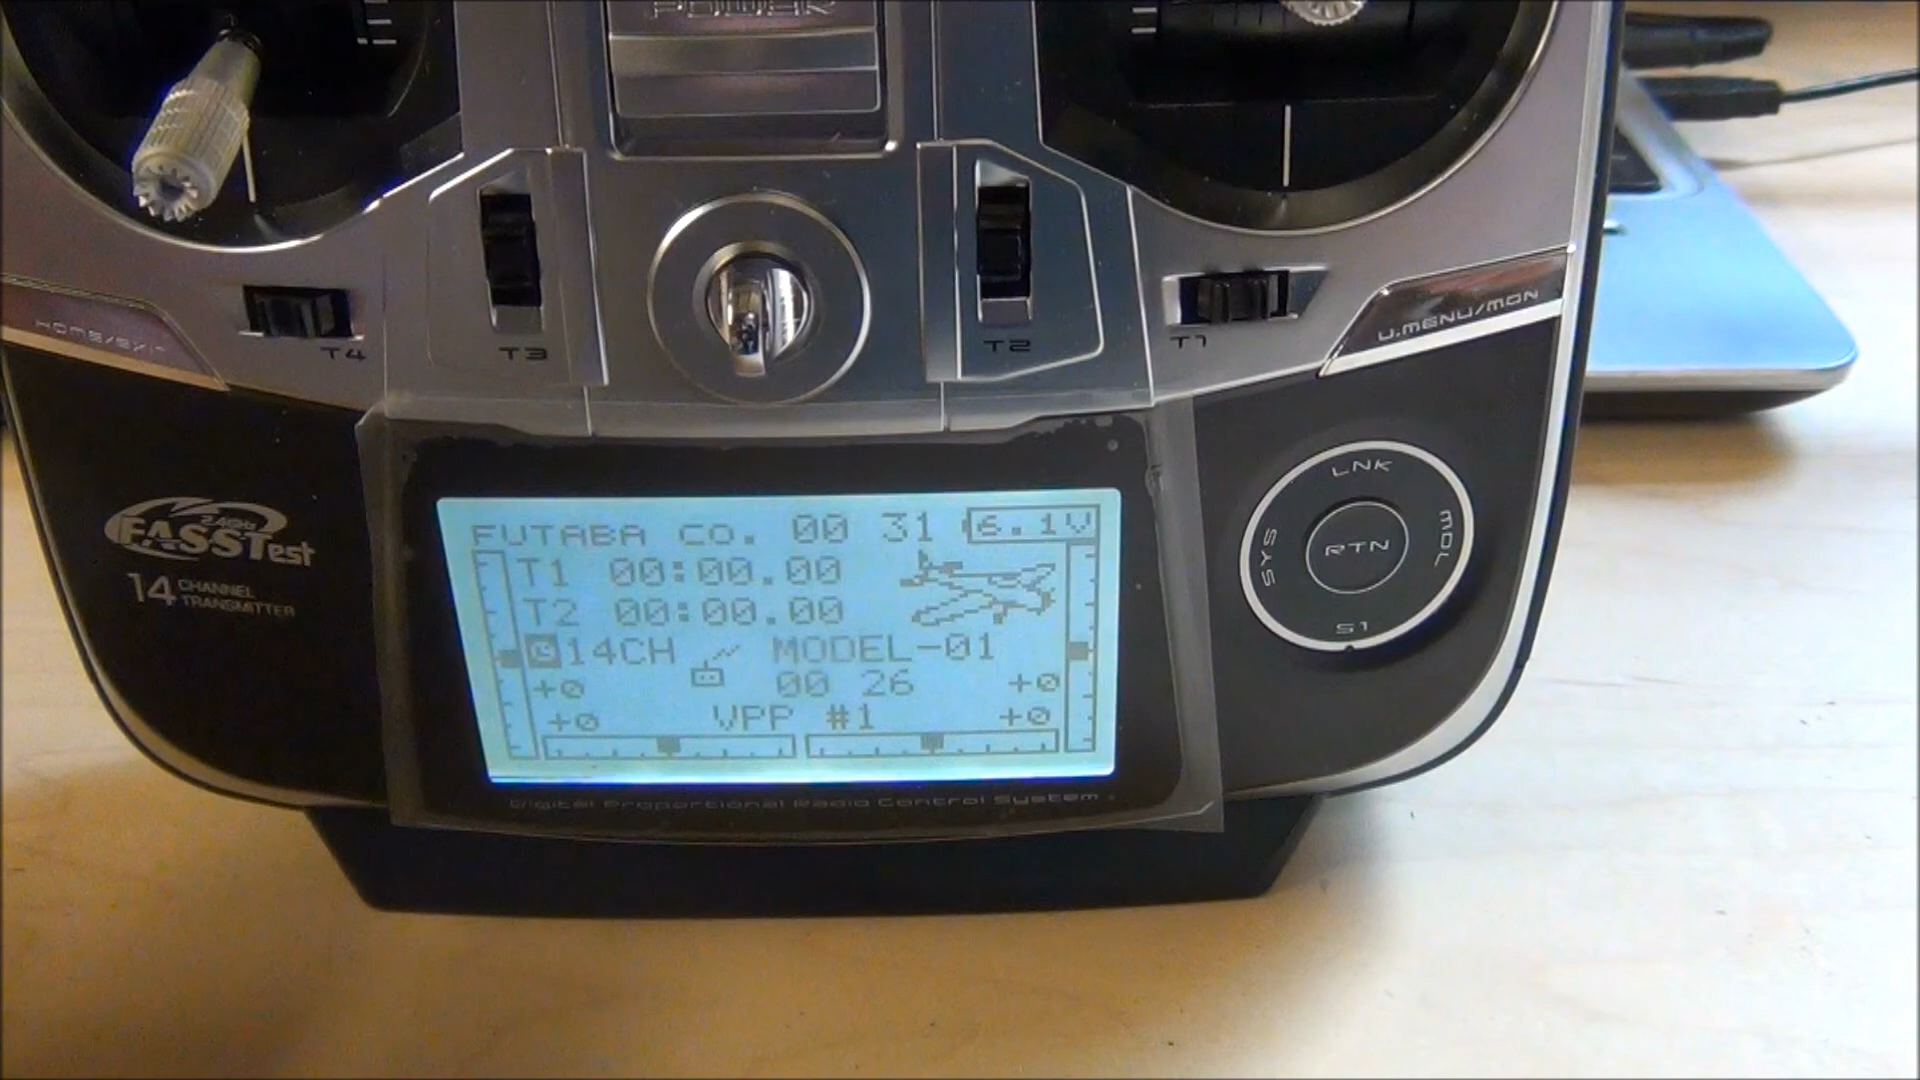 POWER
T4
T3
T2
T1
HOME/EXIT
U.MENU/MON
LNK
SYS
RTN
MDL
S1
2.4GHz
FASSTest
14 CHANNEL
TRANSMITTER
FUTABA CO. 00 31 6.1V
T1 00:00.00
T2 00:00.00
14CH MODEL-01
+0 00 26 +0
+0 VPP #1 +0
Digital Proportional Radio Control System